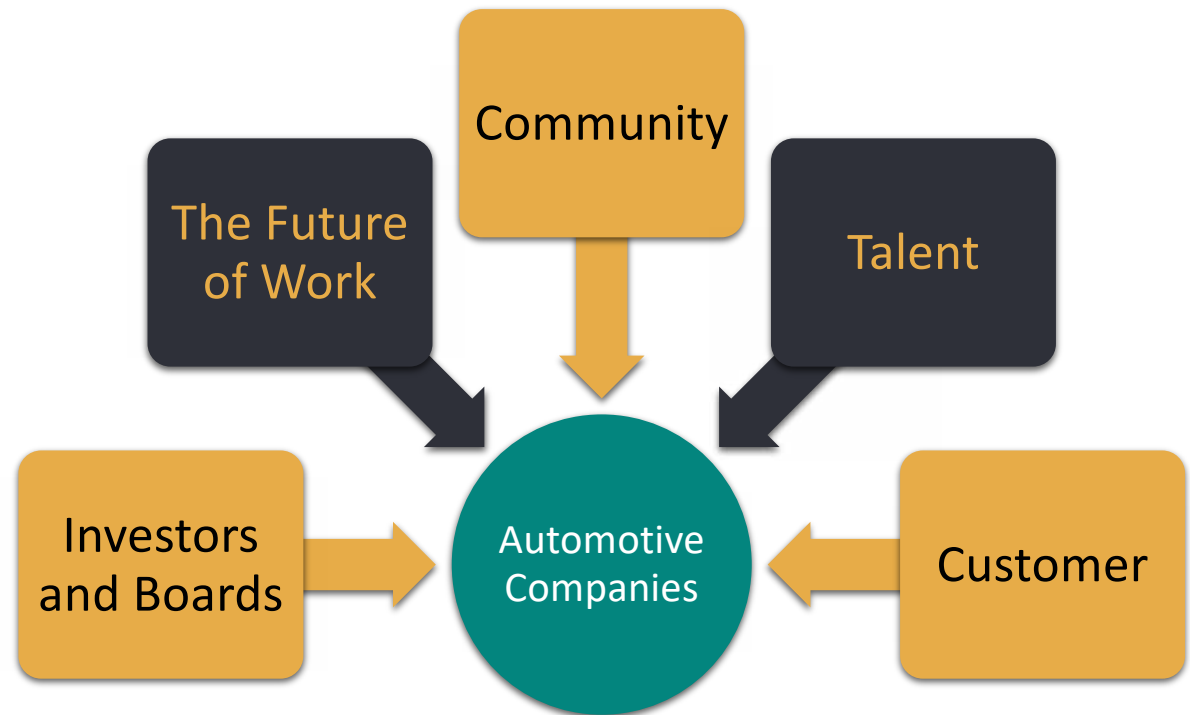 Community
The Future
of Work
Talent
Investors
and Boards
Automotive
Companies
Customer